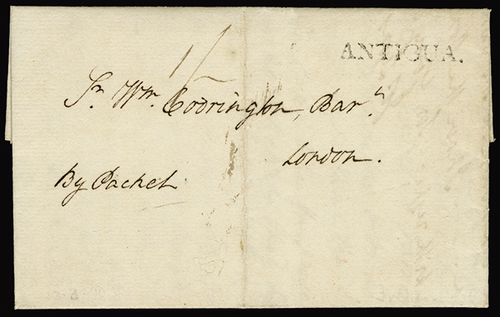 1/
ANTIGUA.
Sr. Wm. Codrington, Bart.
London.
By Packet